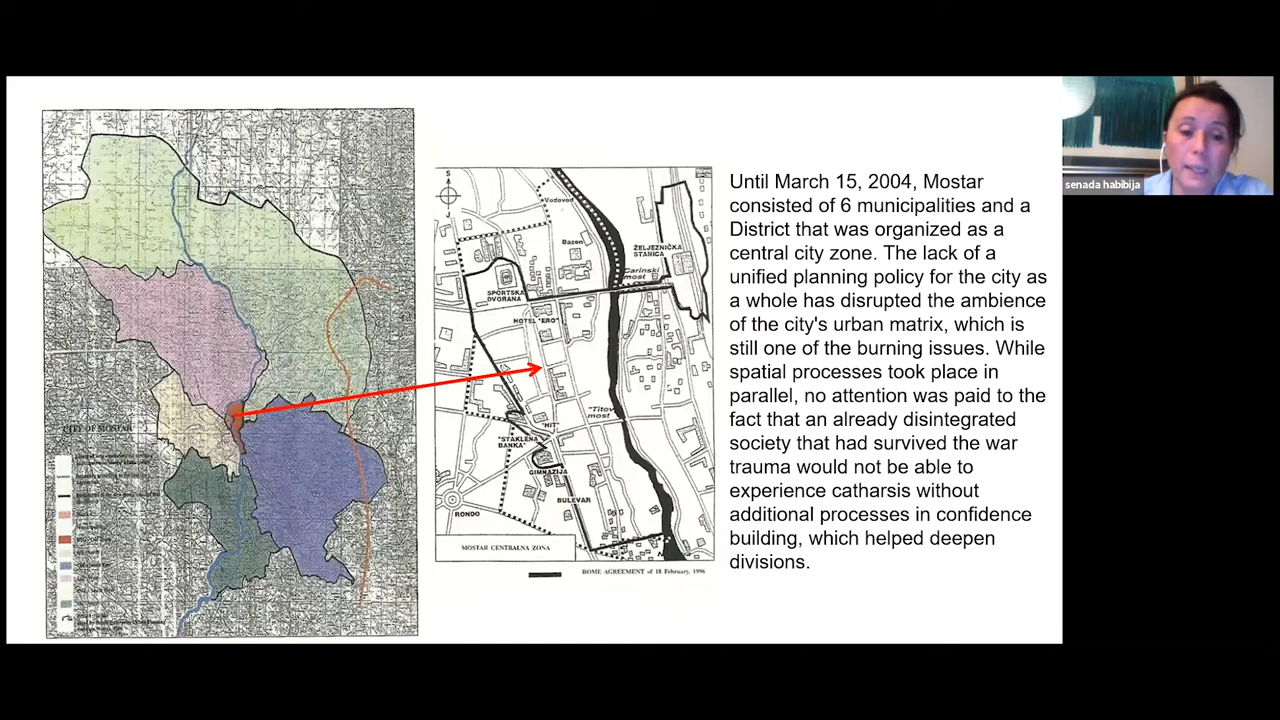 senada habibija
Until March 15, 2004, Mostar
consisted of 6 municipalities and a
District that was organized as a
central city zone. The lack of a
unified planning policy for the city as
a whole has disrupted the ambience
of the city's urban matrix, which is
still one of the burning issues. While
spatial processes took place in
parallel, no attention was paid to the
fact that an already disintegrated
society that had survived the war
trauma would not be able to
experience catharsis without
additional processes in confidence
building, which helped deepen
divisions.
CITY OF MOSTAR
S
J
Vodovod
Bazen
ŽELJEZNIČKA
STANICA
Carinski
most
SPORTSKA
DVORANA
HOTEL "ERO"
"Titov"
most
"HIT"
"STAKLENA
BANKA"
GIMNAZIJA
BULEVAR
RONDO
MOSTAR CENTRALNA ZONA
ROME AGREEMENT of 18 February, 1996